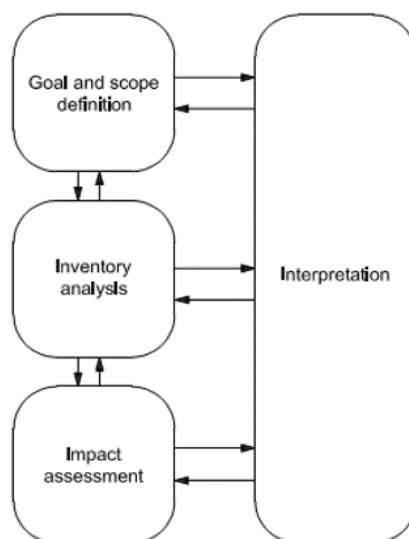 Goal and scope
definition
Inventory
analysis
Interpretation
Impact
assessment